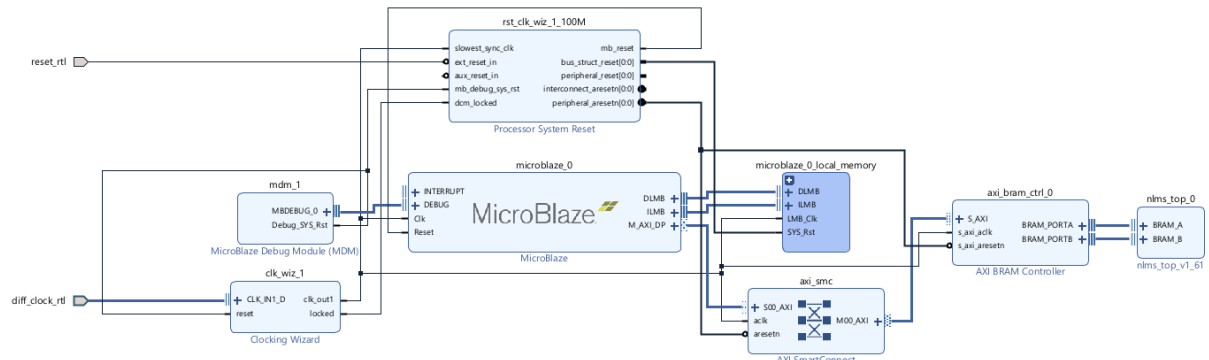 rst_clk_wiz_1_100M
slowest_sync_clk
ext_reset_in
aux_reset_in
mb_debug_sys_rst
dcm_locked
mb_reset
bus_struct_reset[0:0]
peripheral_reset[0:0]
interconnect_aresetn[0:0]
peripheral_aresetn[0:0]
Processor System Reset
reset_rtl
mdm_1
MBDEBUG_0
Debug_SYS_Rst
MicroBlaze Debug Module (MDM)
microblaze_0
INTERRUPT
DEBUG
Clk
Reset
MicroBlaze
DLMB
ILMB
M_AXI_DP
MicroBlaze
microblaze_0_local_memory
DLMB
ILMB
LMB_Clk
SYS_Rst
axi_bram_ctrl_0
S_AXI
s_axi_aclk
s_axi_aresetn
BRAM_PORTA
BRAM_PORTB
AXI BRAM Controller
nlms_top_0
BRAM_A
BRAM_B
nlms_top_v1_61
diff_clock_rtl
clk_wiz_1
CLK_IN1_D
reset
clk_out1
locked
Clocking Wizard
axi_smc
S00_AXI
aclk
aresetn
M00_AXI
AXI SmartConnect